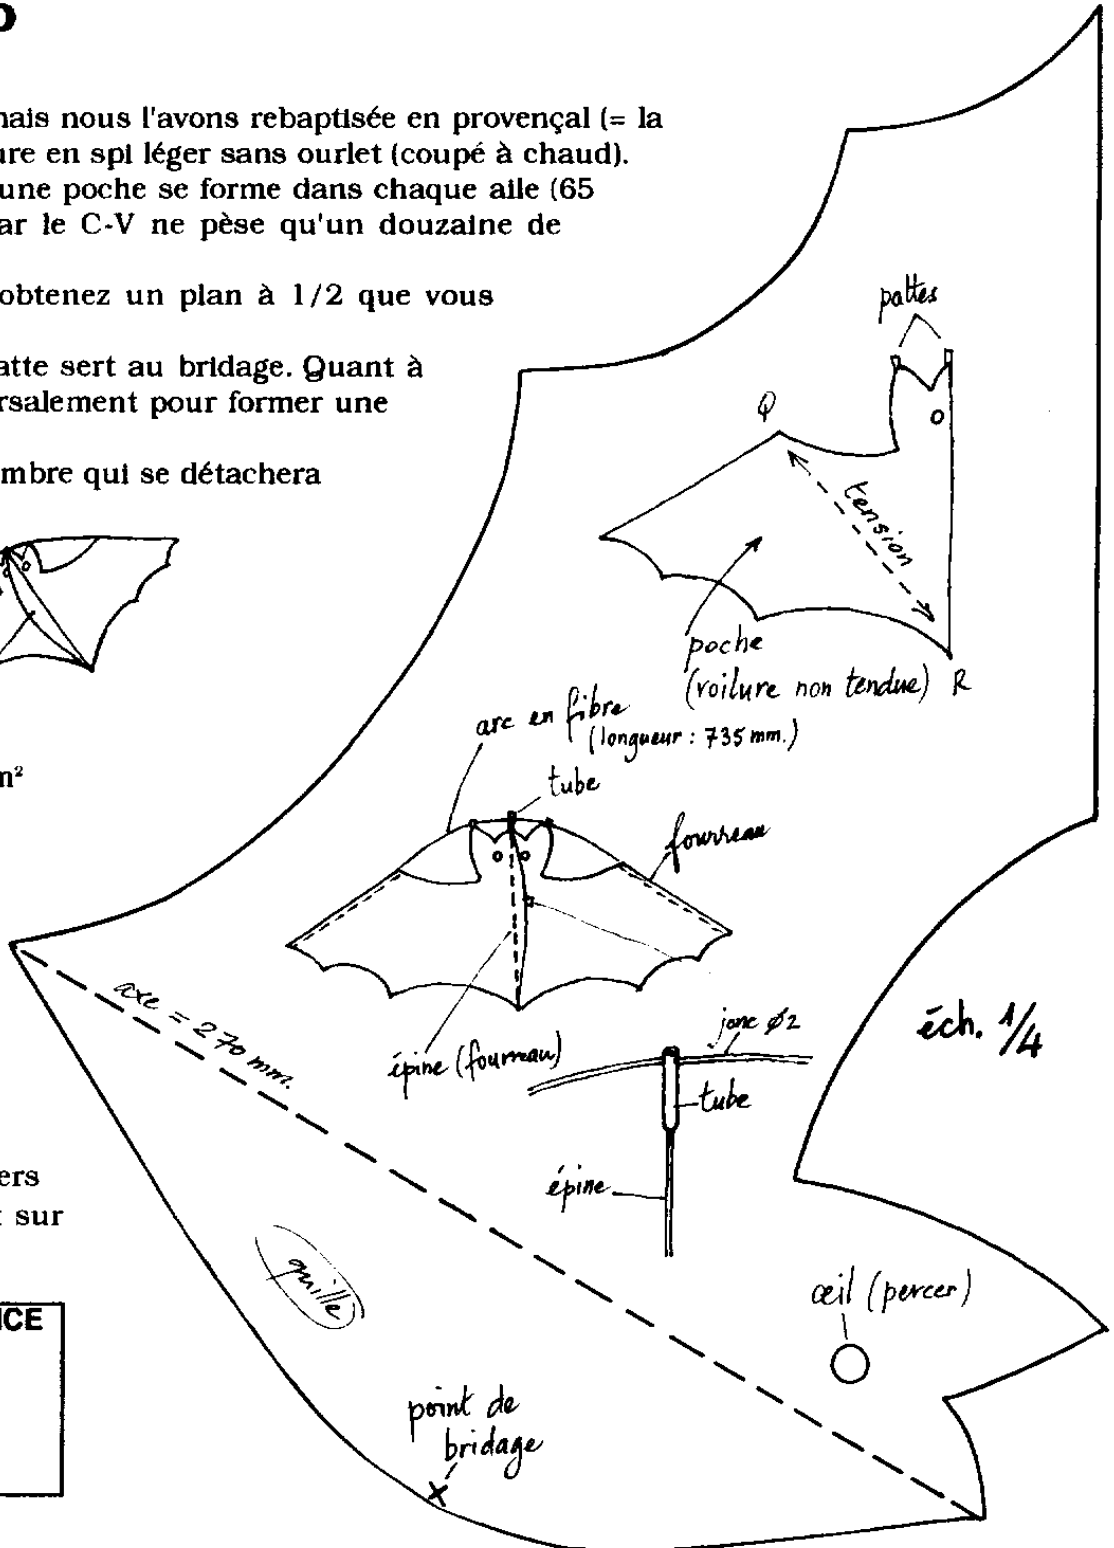 nais nous l'avons rebaptisée en provençal (= la
ure en spi léger sans ourlet (coupé à chaud).
une poche se forme dans chaque aile (65
ar le C-V ne pèse qu'un douzaine de
obtenez un plan à 1/2 que vous
atte sert au bridage. Quant à
rsalement pour former une
mbre qui se détachera
pattes
Q
tension
poche
(voilure non tendue) R
arc en fibre
(longueur : 735 mm.)
m²
tube
fourreau
axe = 270 mm.
épine (fourreau)
jonc ø2
éch. 1/4
tube
épine
ers
t sur
quille
œil (percer)
NCE
point de
bridage